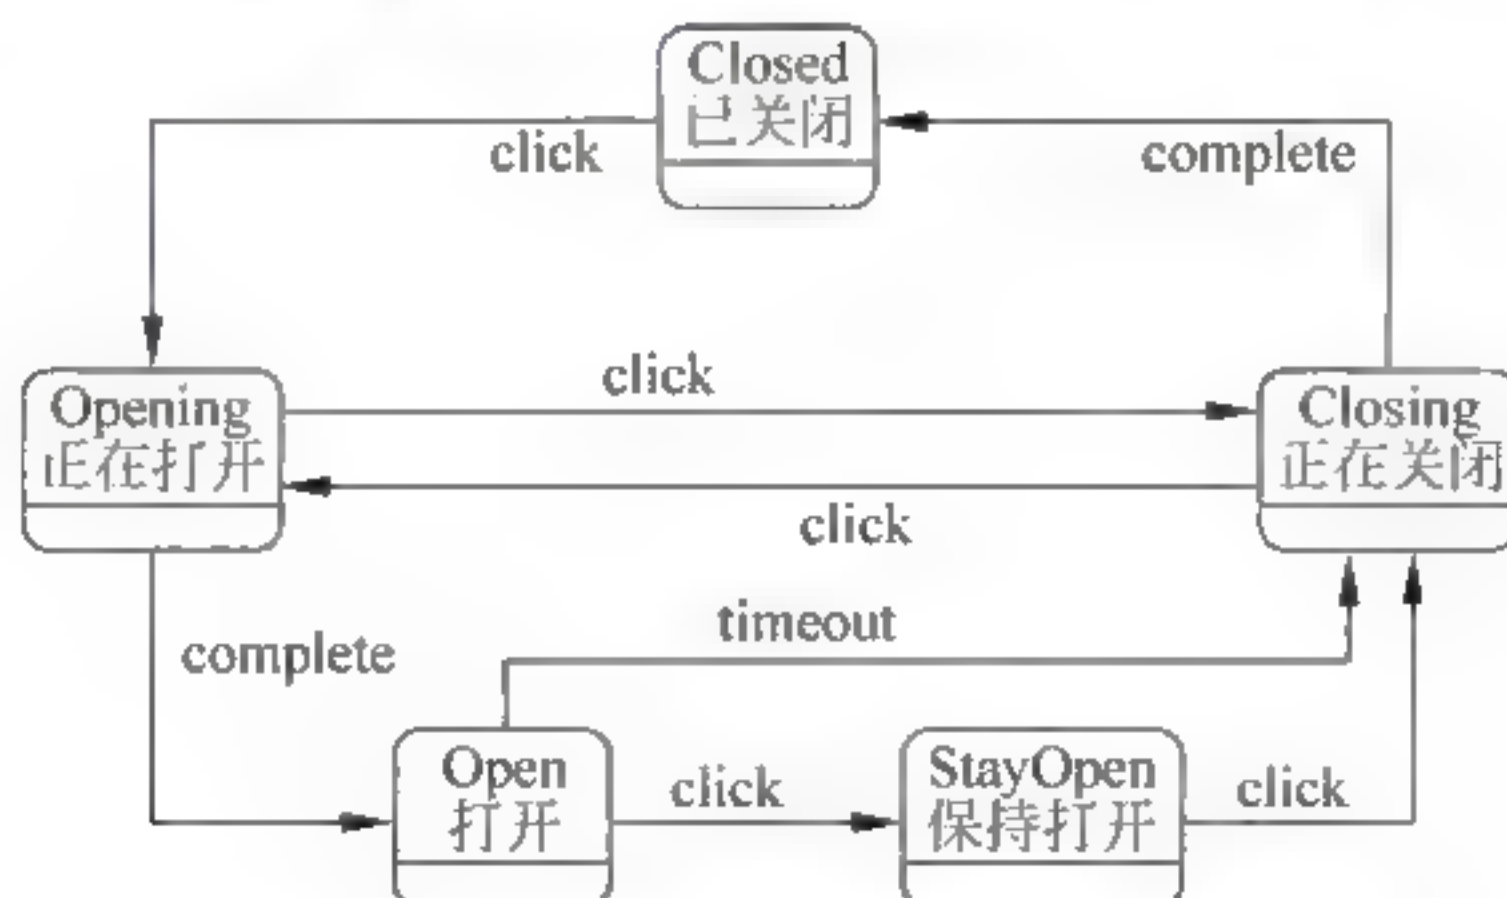 Closed
已关闭
click
complete
click
Opening
正在打开
Closing
正在关闭
click
timeout
complete
Open
打开
click
StayOpen
保持打开
click